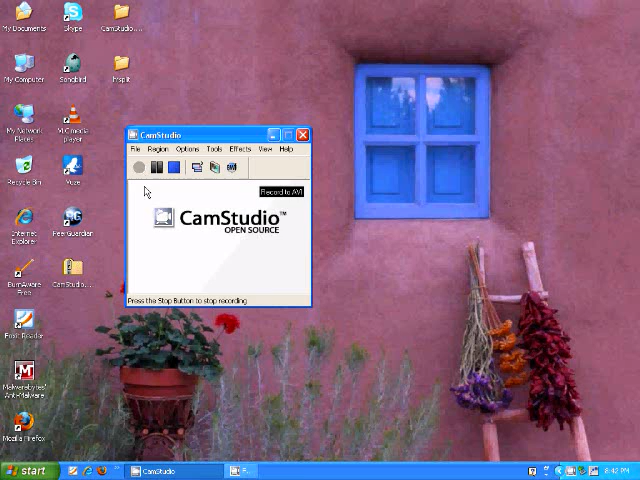 My Documents
Skype
CamStudio....
My Computer
Songbird
hrsplit
My Network
Places
VLC media
player
Recycle Bin
Vuze
Internet
Explorer
PeerGuardian
BurnAware
Free
CamStudio....
Foxit Reader
Malwarebytes'
Anti-Malware
Mozilla Firefox
CamStudio
File Region Options Tools Effects View Help
Record to AVI
CamStudio™
OPEN SOURCE
Press the Stop Button to stop recording
start
CamStudio
8:42 PM